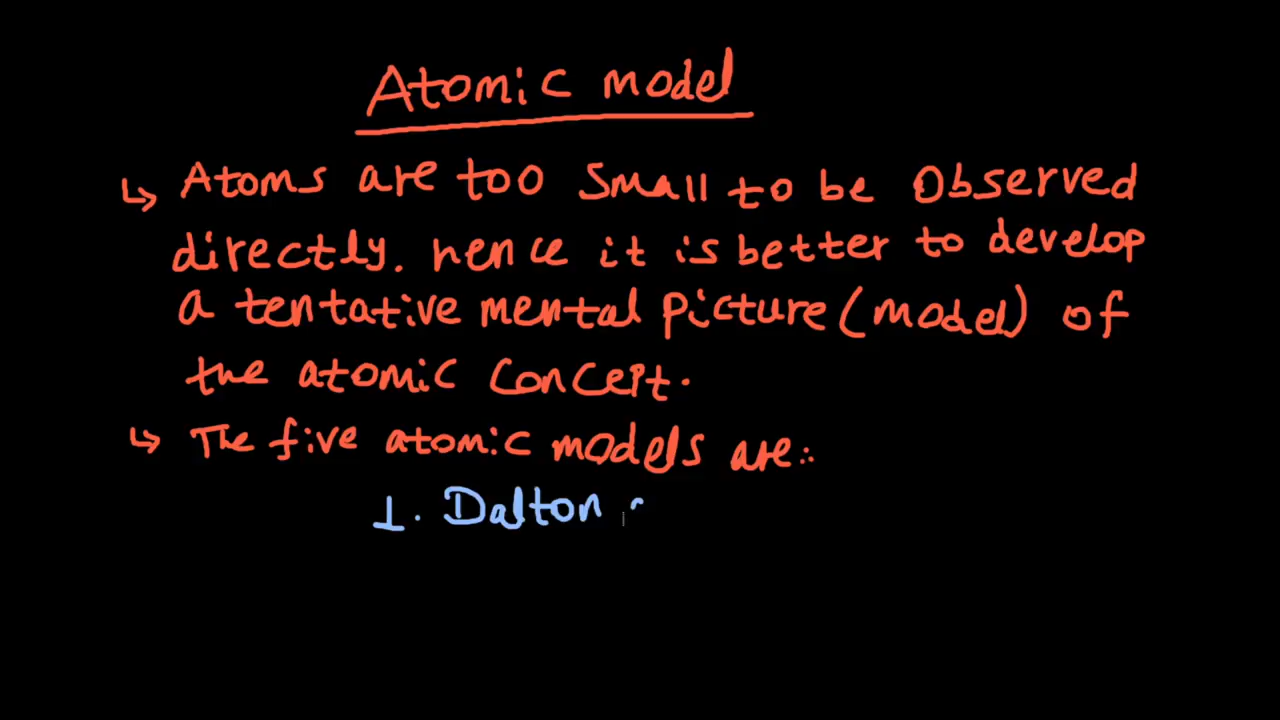 Atomic model
↳ Atoms are too small to be Observed
directly. hence it is better to develop
a tentative mental picture (model) of
the atomic concept.
↳ The five atomic models are:
1. Dalton